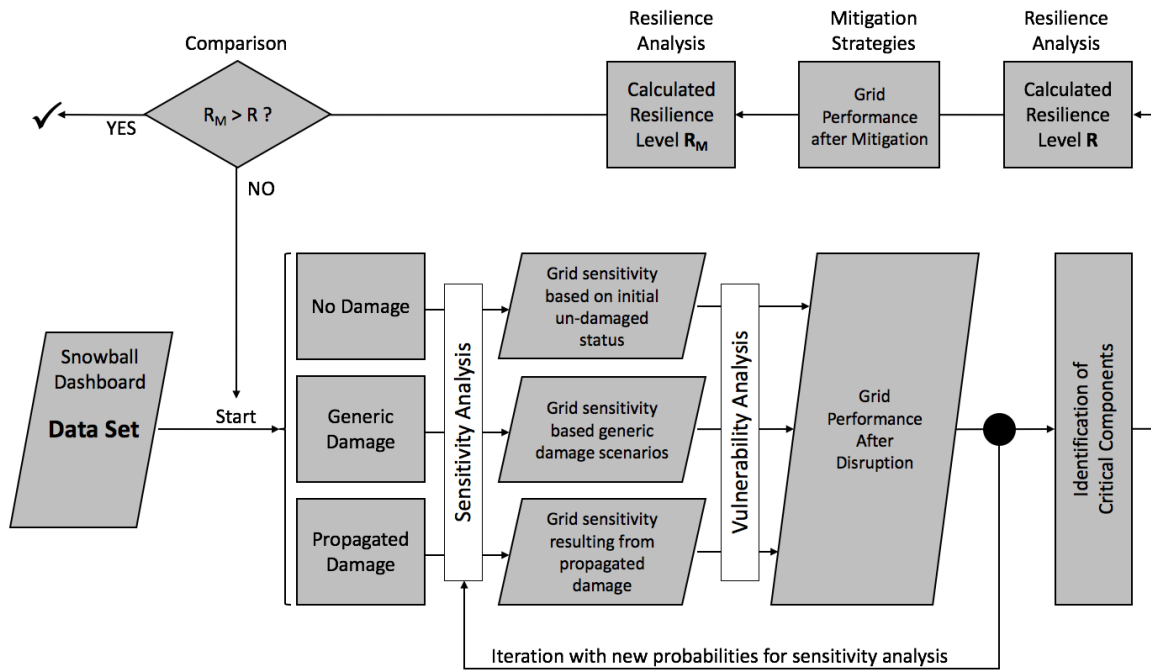 Comparison
R_M > R ?
YES
NO
Resilience
Analysis
Calculated
Resilience
Level R_M
Mitigation
Strategies
Grid
Performance
after Mitigation
Resilience
Analysis
Calculated
Resilience
Level R
Snowball
Dashboard
Data Set
Start
No Damage
Generic
Damage
Propagated
Damage
Sensitivity Analysis
Grid sensitivity
based on initial
un-damaged
status
Grid sensitivity
based generic
damage scenarios
Grid sensitivity
resulting from
propagated
damage
Vulnerability Analysis
Grid
Performance
After
Disruption
Identification of
Critical Components
Iteration with new probabilities for sensitivity analysis